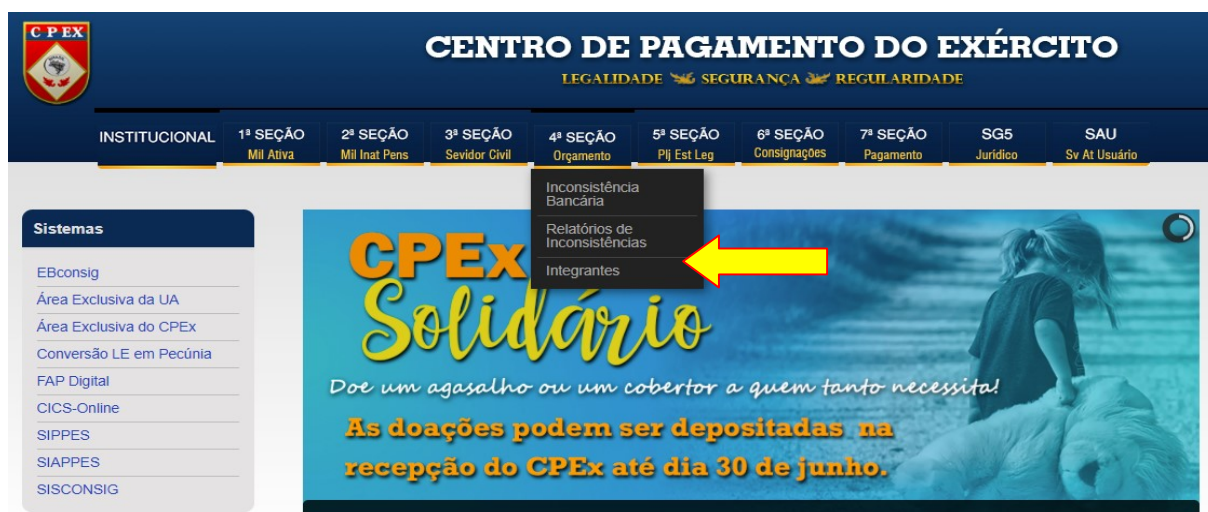 C P EX
CENTRO DE PAGAMENTO DO EXÉRCITO
LEGALIDADE SEGURANÇA REGULARIDADE
INSTITUCIONAL
1ª SEÇÃO
Mil Ativa
2ª SEÇÃO
Mil Inat Pens
3ª SEÇÃO
Sevidor Civil
4ª SEÇÃO
Orçamento
5ª SEÇÃO
Plj Est Leg
6ª SEÇÃO
Consignações
7ª SEÇÃO
Pagamento
SG5
Jurídico
SAU
Sv At Usuário
Inconsistência
Bancária
Relatórios de
Inconsistências
Integrantes
Sistemas
EBconsig
Área Exclusiva da UA
Área Exclusiva do CPEx
Conversão LE em Pecúnia
FAP Digital
CICS-Online
SIPPES
SIAPPES
SISCONSIG
CPEx
Solidário
Doe um agasalho ou um cobertor a quem tanto necessita!
As doações podem ser depositadas na
recepção do CPEx até dia 30 de junho.